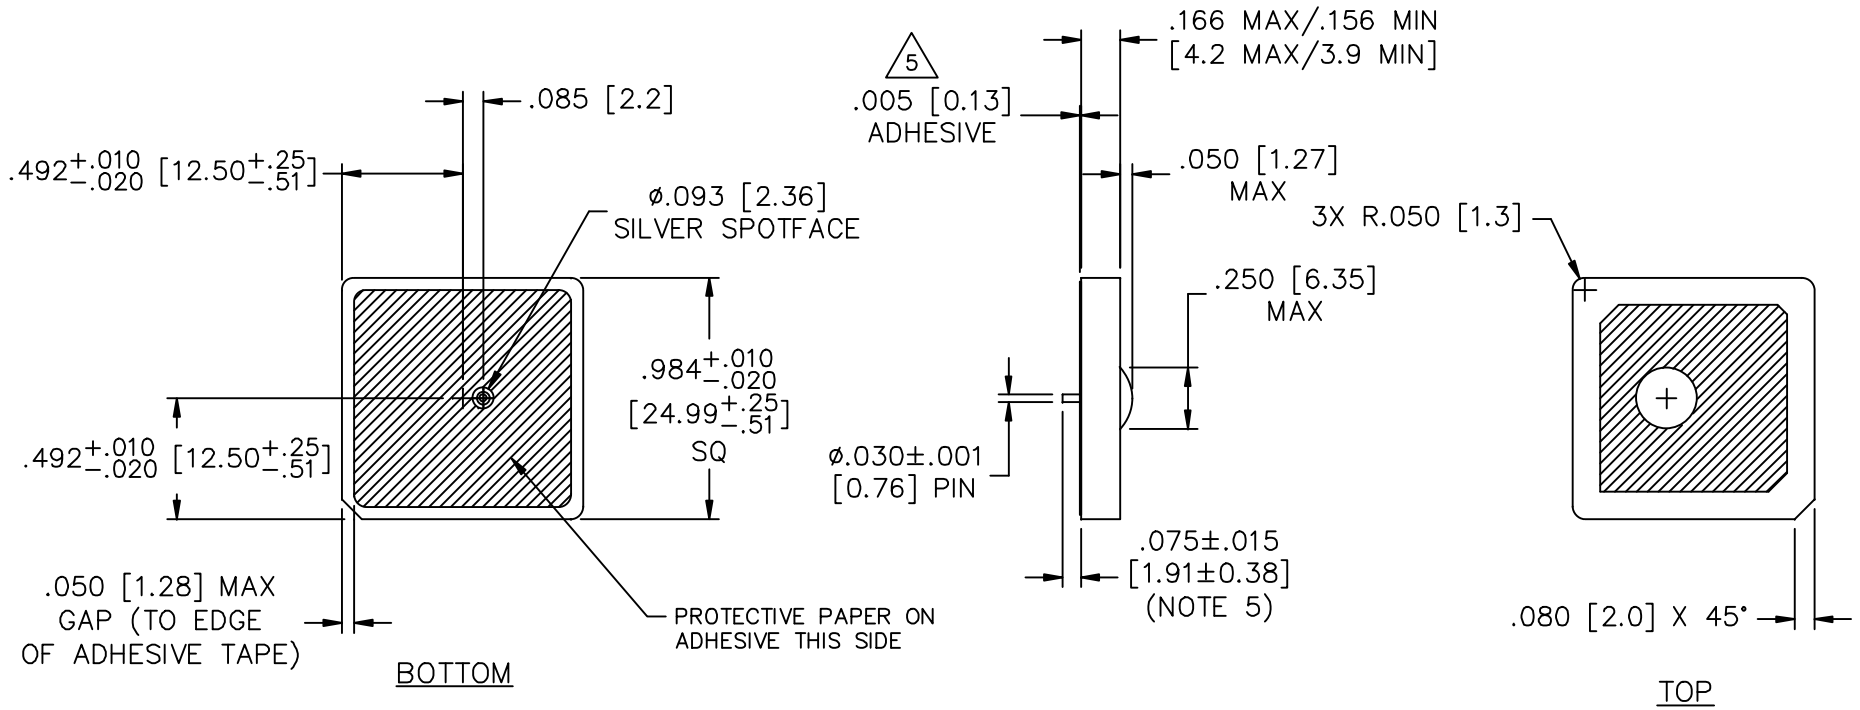 .085 [2.2]
.492+.010 -.020 [12.50+.25 -.51]
ø.093 [2.36]
SILVER SPOTFACE
.984+.010 -.020
[24.99+.25 -.51]
SQ
.492+.010 -.020 [12.50+.25 -.51]
.050 [1.28] MAX
GAP (TO EDGE
OF ADHESIVE TAPE)
PROTECTIVE PAPER ON
ADHESIVE THIS SIDE
BOTTOM
.166 MAX/.156 MIN
[4.2 MAX/3.9 MIN]
5
.005 [0.13]
ADHESIVE
.050 [1.27]
MAX
.250 [6.35]
MAX
ø.030±.001
[0.76] PIN
.075±.015
[1.91±0.38]
(NOTE 5)
3X R.050 [1.3]
.080 [2.0] X 45°
TOP